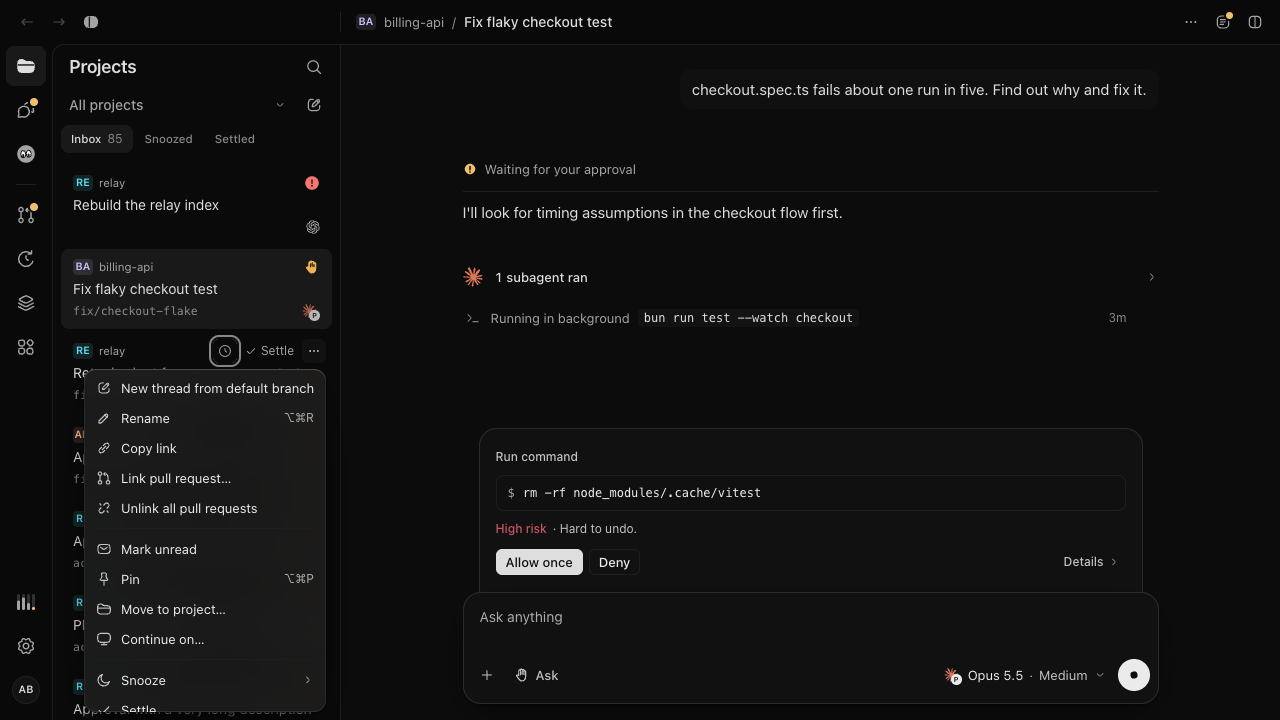 BA billing-api / Fix flaky checkout test
Projects
All projects
Inbox 85 Snoozed Settled
RE relay
Rebuild the relay index
BA billing-api
Fix flaky checkout test
fix/checkout-flake
RE relay
Settle
New thread from default branch
Rename ⌥⌘R
Copy link
Link pull request...
Unlink all pull requests
Mark unread
Pin ⌥⌘P
Move to project...
Continue on...
Snooze
Settle
AB
checkout.spec.ts fails about one run in five. Find out why and fix it.
Waiting for your approval
I'll look for timing assumptions in the checkout flow first.
1 subagent ran
Running in background bun run test --watch checkout 3m
Run command
$ rm -rf node_modules/.cache/vitest
High risk · Hard to undo.
Allow once Deny Details
Ask anything
Ask
P Opus 5.5 · Medium